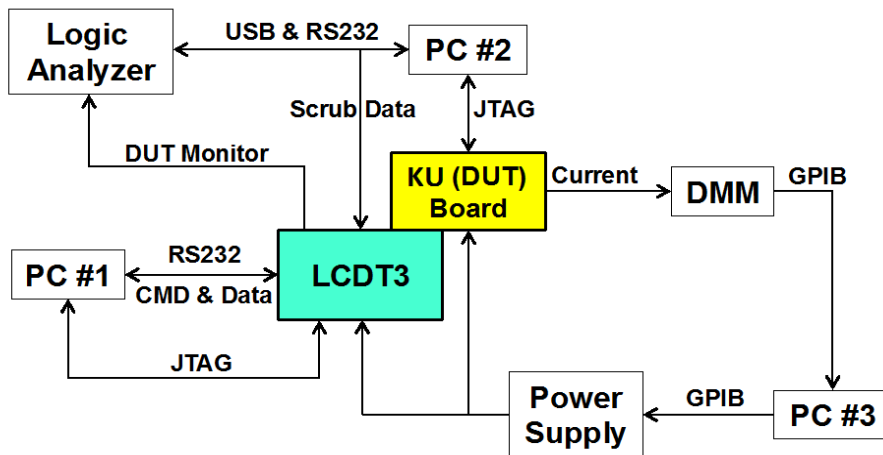 Logic
Analyzer
USB & RS232
PC #2
Scrub Data
JTAG
DUT Monitor
KU (DUT)
Board
Current
DMM
GPIB
PC #1
RS232
CMD & Data
LCDT3
JTAG
Power
Supply
GPIB
PC #3